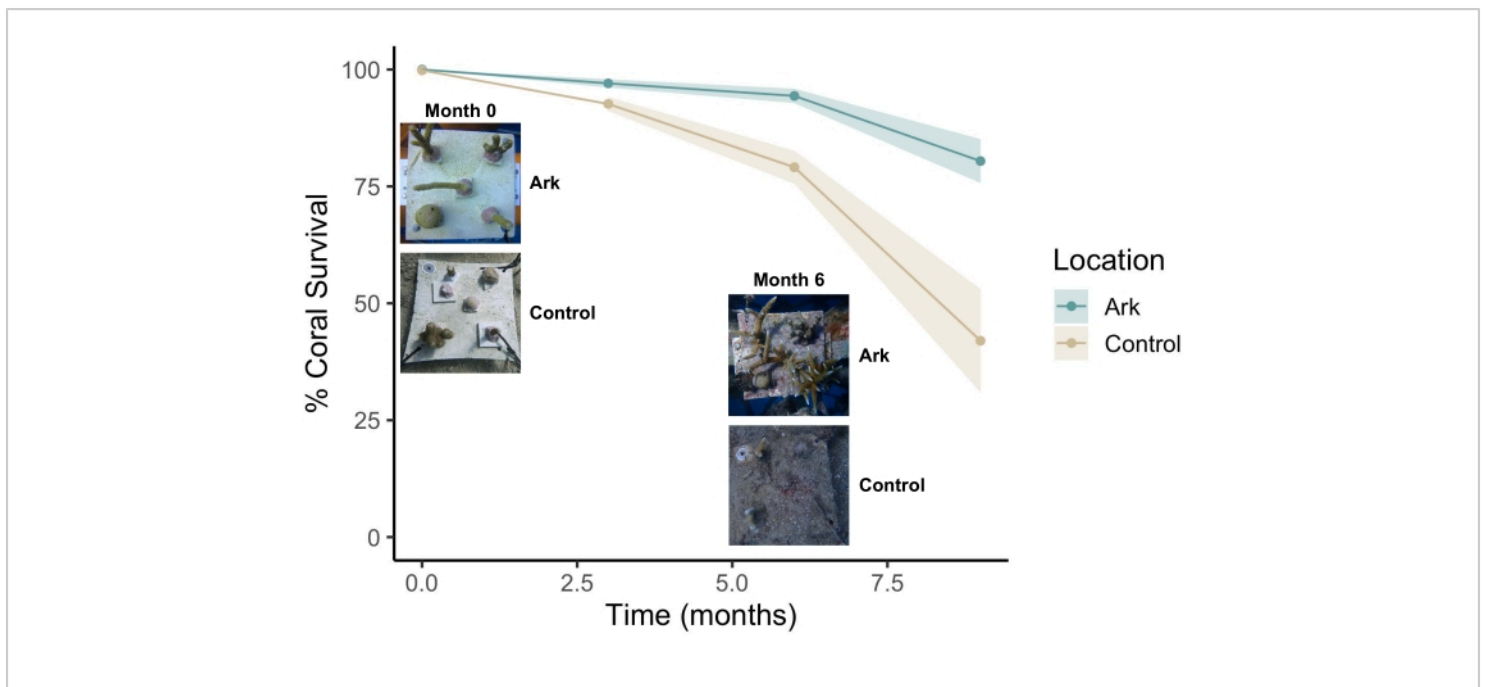 100
75
50
25
0
% Coral Survival
Month 0
Ark
Control
Month 6
Ark
Control
0.0 2.5 5.0 7.5
Time (months)
Location
Ark
Control